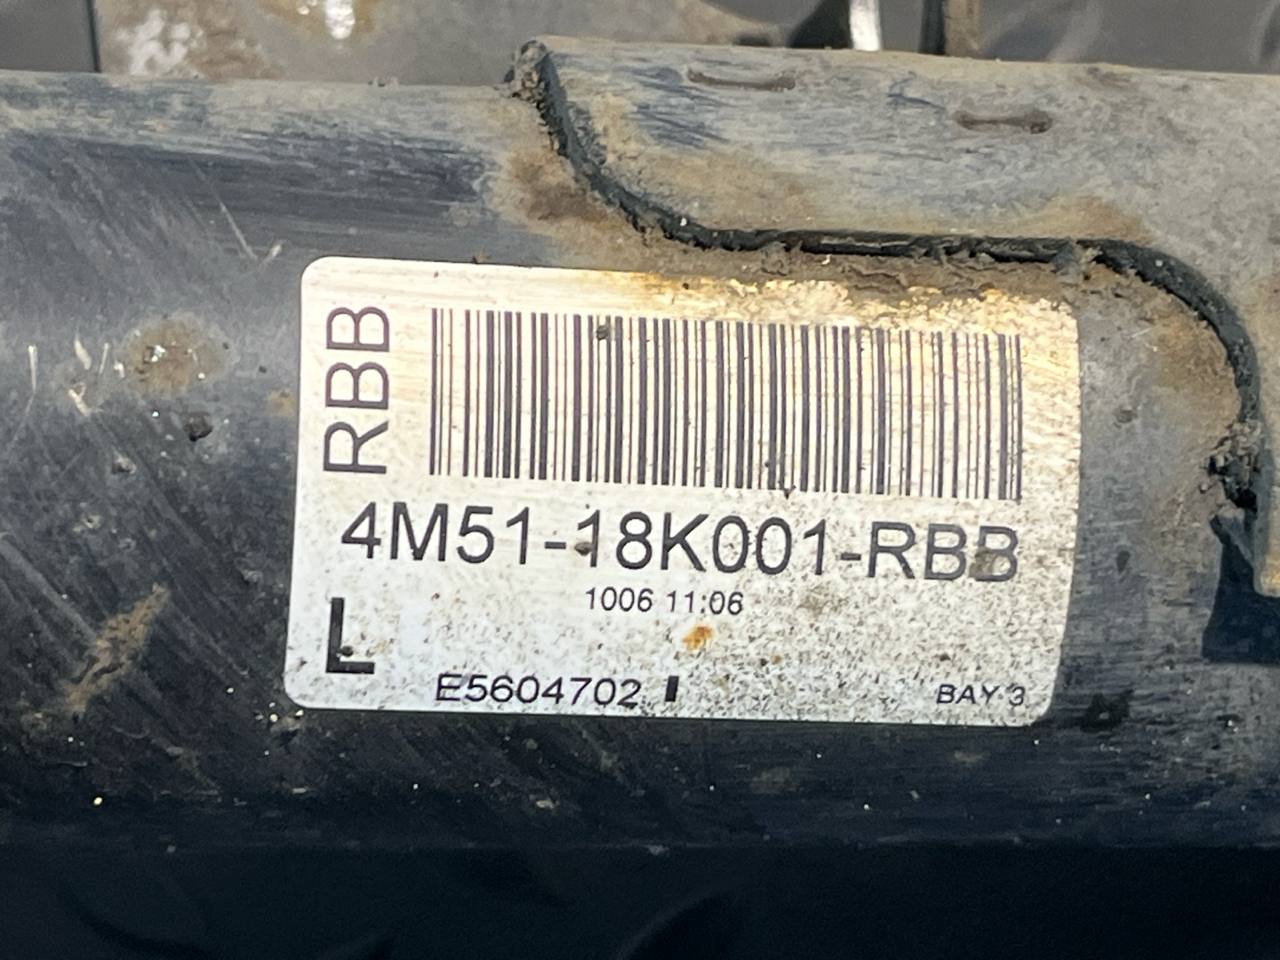 RBB
4M51-18K001-RBB
1006 11:06
L
E5604702 I
BAY 3